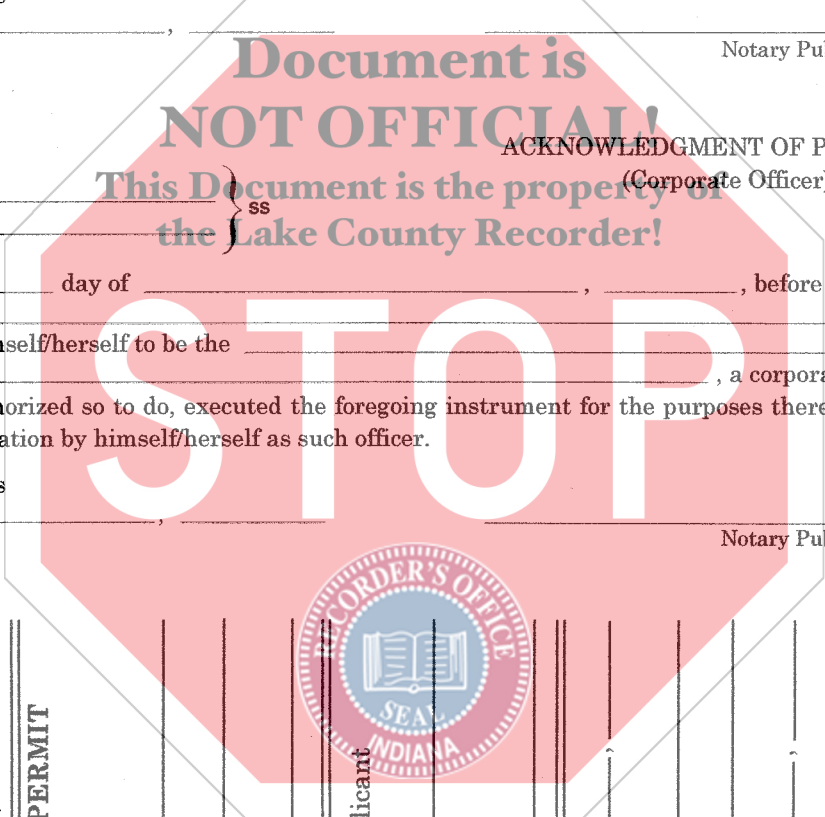 Notary Pu
Document is
NOT OFFICIAL!
ACKNOWLEDGMENT OF P
(Corporate Officer)
This Document is the property of
ss
the Lake County Recorder!
day of , , before
self/herself to be the
, a corpora
orized so to do, executed the foregoing instrument for the purposes there
ation by himself/herself as such officer.
s
,
Notary Pu
STOP
RECORDER'S OFFICE
SEAL
INDIANA
PERMIT
licant